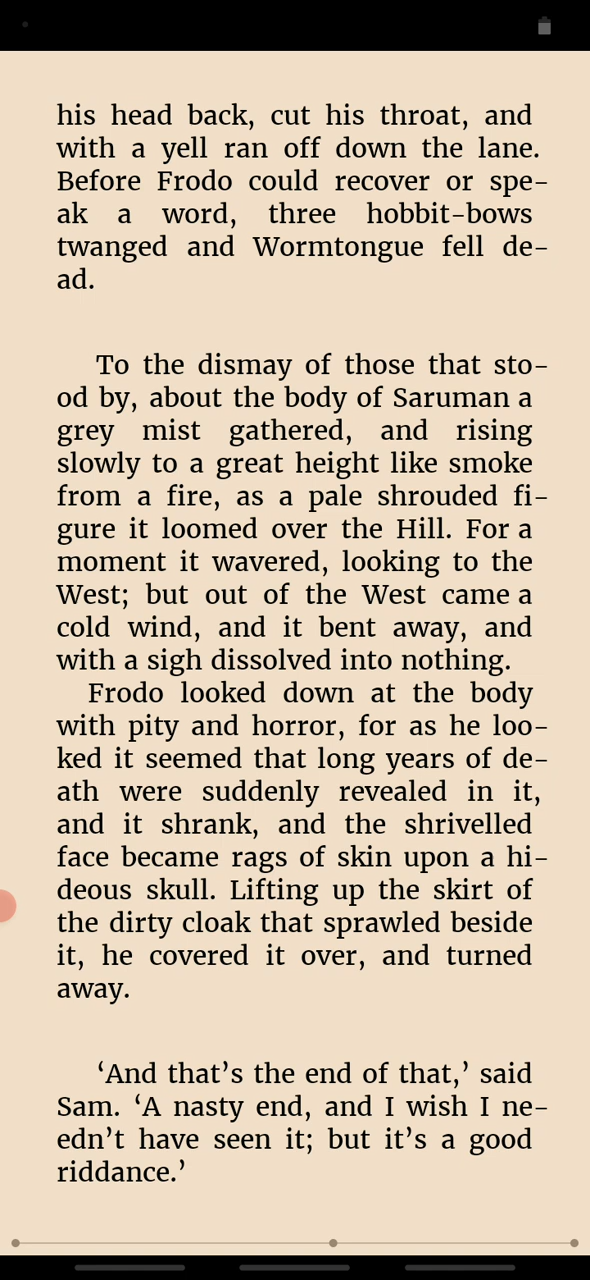 his head back, cut his throat, and
with a yell ran off down the lane.
Before Frodo could recover or spe-
ak a word, three hobbit-bows
twanged and Wormtongue fell de-
ad.
To the dismay of those that sto-
od by, about the body of Saruman a
grey mist gathered, and rising
slowly to a great height like smoke
from a fire, as a pale shrouded fi-
gure it loomed over the Hill. For a
moment it wavered, looking to the
West; but out of the West came a
cold wind, and it bent away, and
with a sigh dissolved into nothing.
Frodo looked down at the body
with pity and horror, for as he loo-
ked it seemed that long years of de-
ath were suddenly revealed in it,
and it shrank, and the shrivelled
face became rags of skin upon a hi-
deous skull. Lifting up the skirt of
the dirty cloak that sprawled beside
it, he covered it over, and turned
away.
‘And that’s the end of that,’ said
Sam. ‘A nasty end, and I wish I ne-
edn’t have seen it; but it’s a good
riddance.’